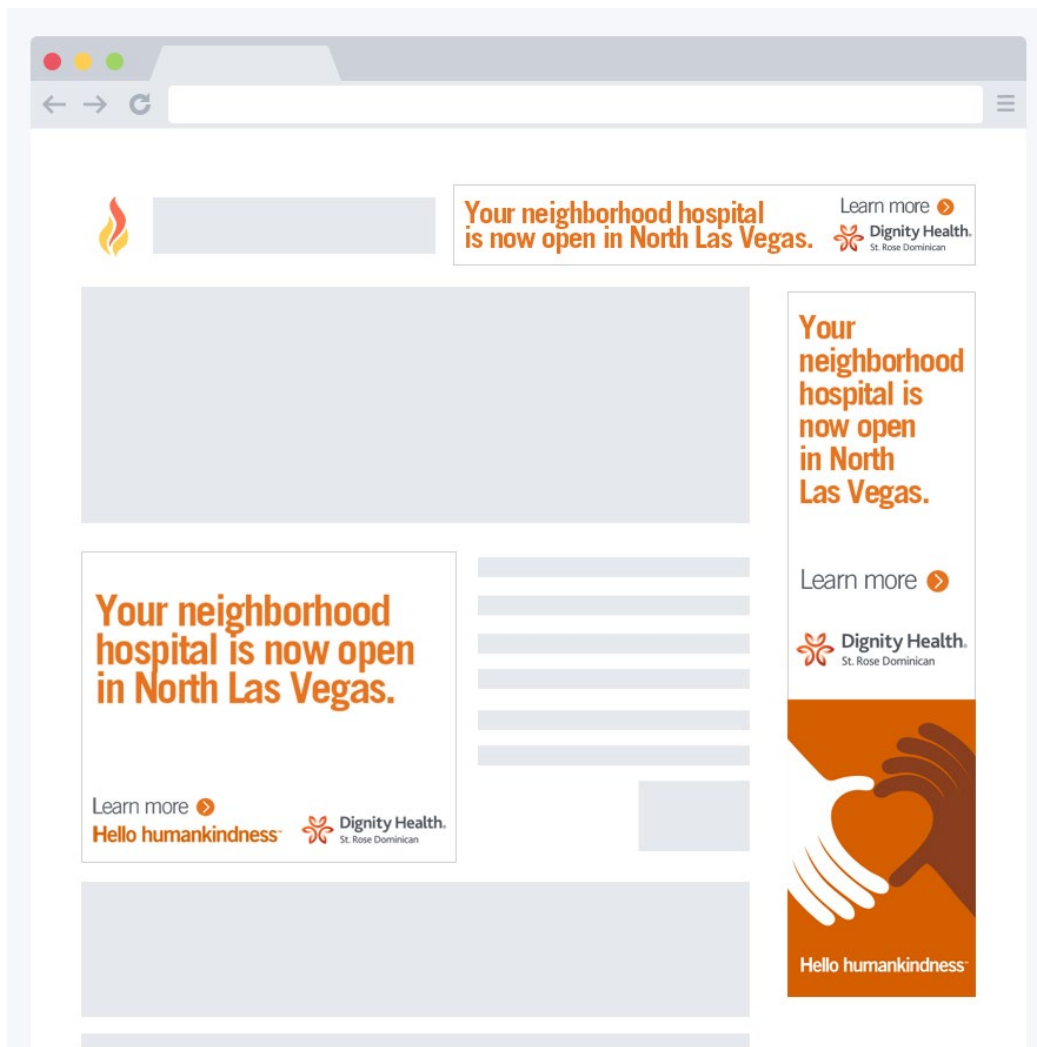 Your neighborhood hospital
is now open in North Las Vegas.
Learn more
Dignity Health.
St. Rose Dominican
Your
neighborhood
hospital is
now open
in North
Las Vegas.
Learn more
Dignity Health.
St. Rose Dominican
Hello humankindness™
Your neighborhood
hospital is now open
in North Las Vegas.
Learn more
Hello humankindness™
Dignity Health.
St. Rose Dominican